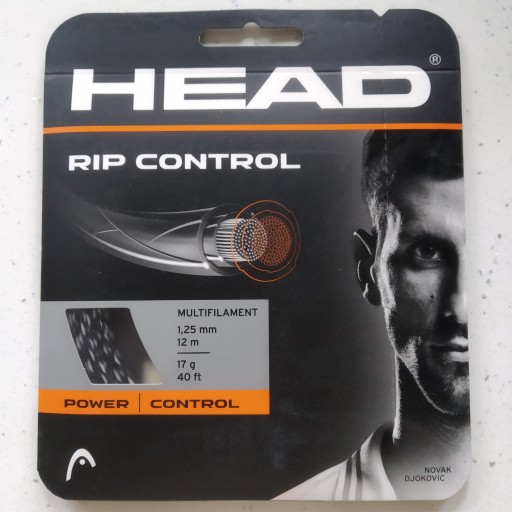 HEAD®
RIP CONTROL
MULTIFILAMENT
1,25 mm
12 m
17 g
40 ft
POWER | CONTROL
NOVAK
DJOKOVIC